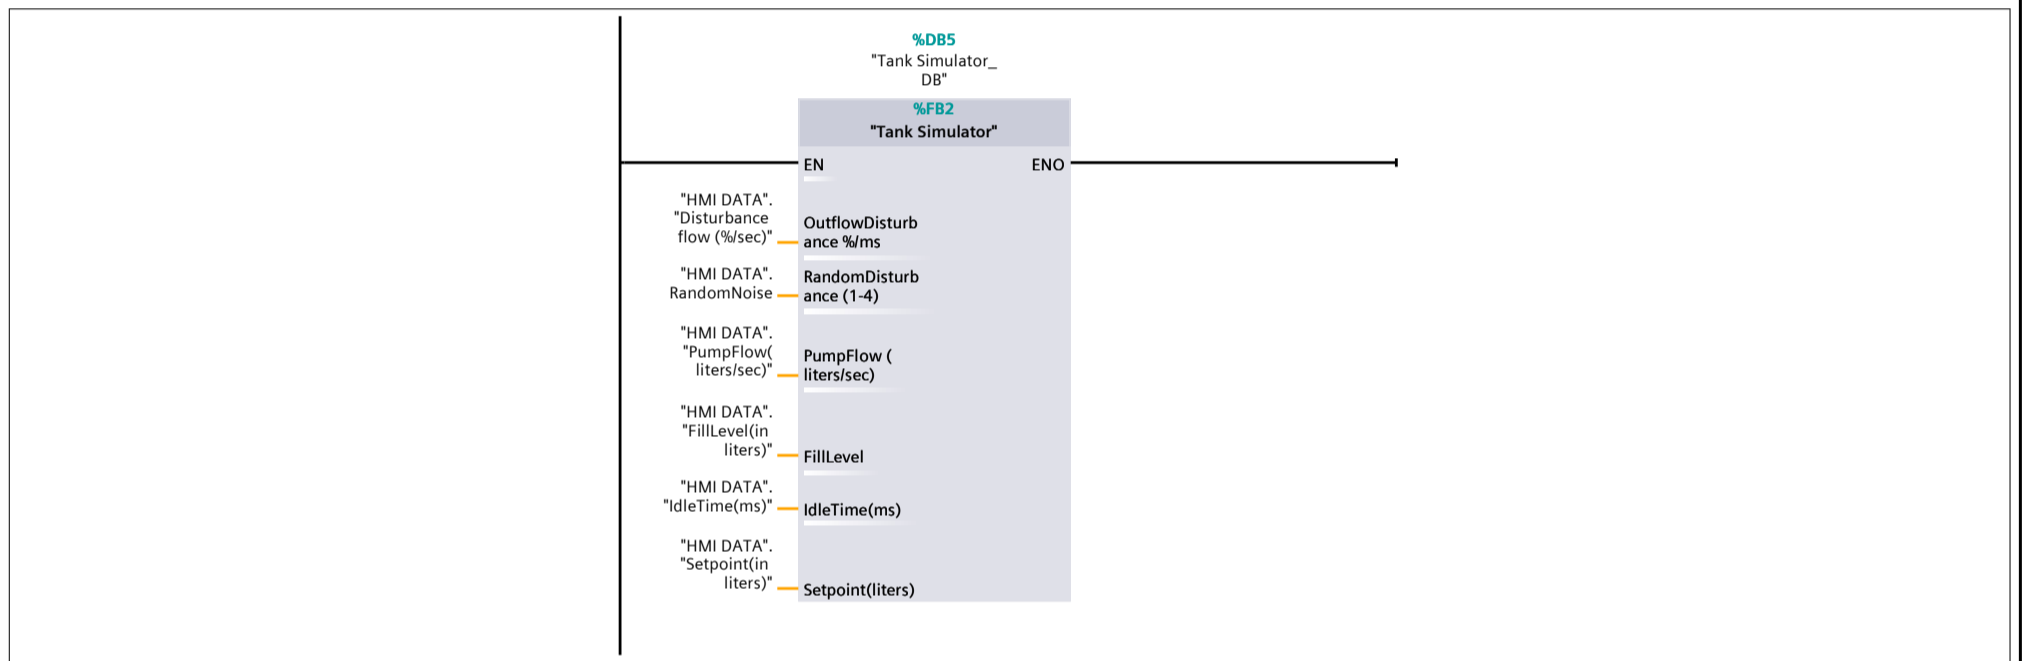 %DB5
"Tank Simulator_
DB"
%FB2
"Tank Simulator"
EN
ENO
"HMI DATA".
"Disturbance
flow (%/sec)"
OutflowDisturb
ance %/ms
"HMI DATA".
RandomNoise
RandomDisturb
ance (1-4)
"HMI DATA".
"PumpFlow(
liters/sec)"
PumpFlow (
liters/sec)
"HMI DATA".
"FillLevel(in
liters)"
FillLevel
"HMI DATA".
"IdleTime(ms)"
IdleTime(ms)
"HMI DATA".
"Setpoint(in
liters)"
Setpoint(liters)